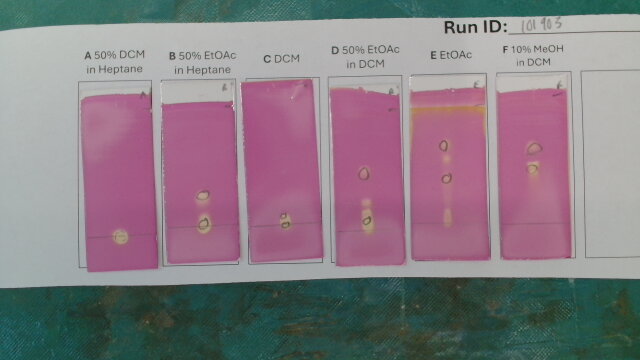 Run ID: 101905
A 50% DCM
in Heptane
B 50% EtOAc
in Heptane
C DCM
D 50% EtOAc
in DCM
E EtOAc
F 10% MeOH
in DCM